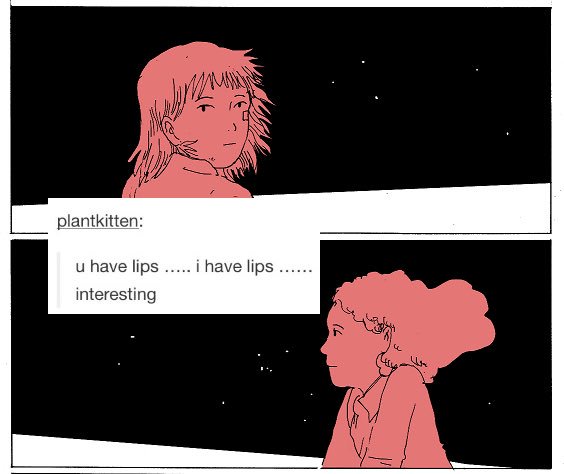 plantkitten:
u have lips ..... i have lips ......
interesting